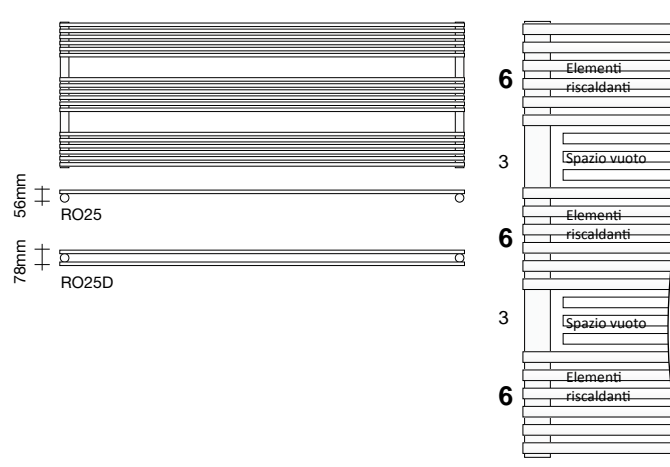 56mm
RO25
78mm
RO25D
6
Elementi
riscaldanti
3
Spazio vuoto
6
Elementi
riscaldanti
3
Spazio vuoto
6
Elementi
riscaldanti